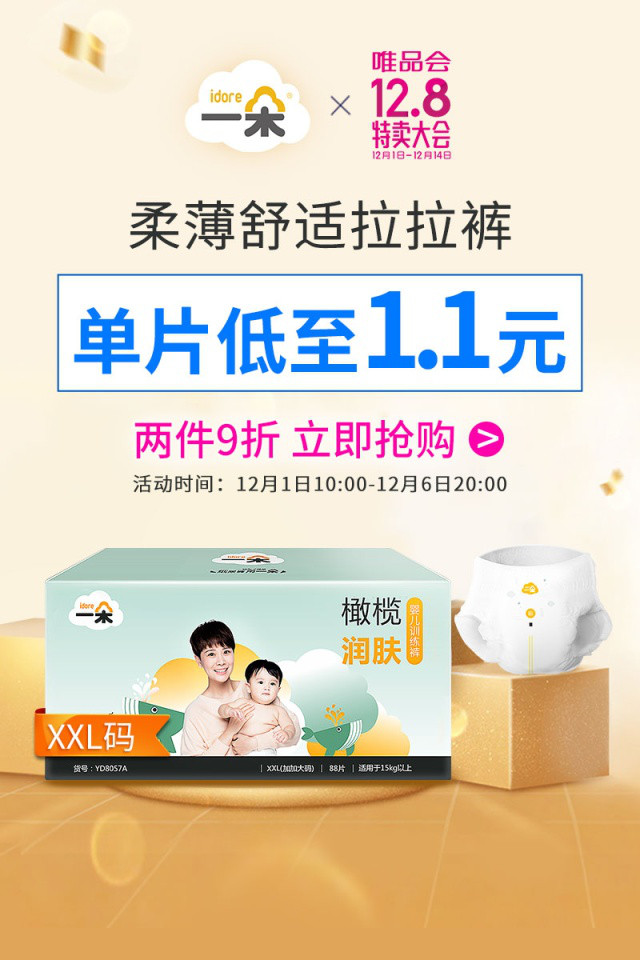 idore
一朵
®
×
唯品会
12.8
特卖大会
12月1日-12月14日
柔薄舒适拉拉裤
单片低至1.1元
两件9折 立即抢购 >
活动时间：12月1日10:00-12月6日20:00
idore
一朵
idore
一朵
橄榄
润肤
婴儿训练裤
XXL码
货号：YD8057A
XXL(加加大码) | 88片 | 适用于15kg以上